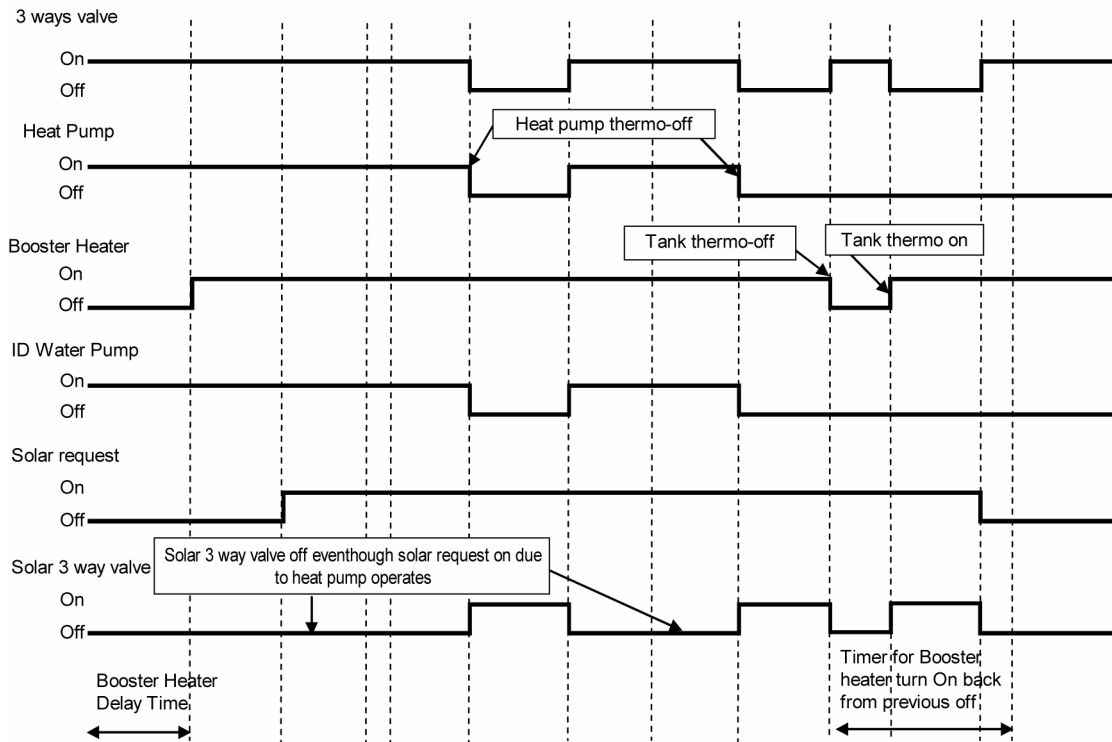 3 ways valve
On
Off
Heat pump thermo-off
Heat Pump
On
Off
Tank thermo-off
Tank thermo on
Booster Heater
On
Off
ID Water Pump
On
Off
Solar request
On
Off
Solar 3 way valve off eventhough solar request on due
to heat pump operates
Solar 3 way valve
On
Off
Booster Heater
Delay Time
Timer for Booster
heater turn On back
from previous off